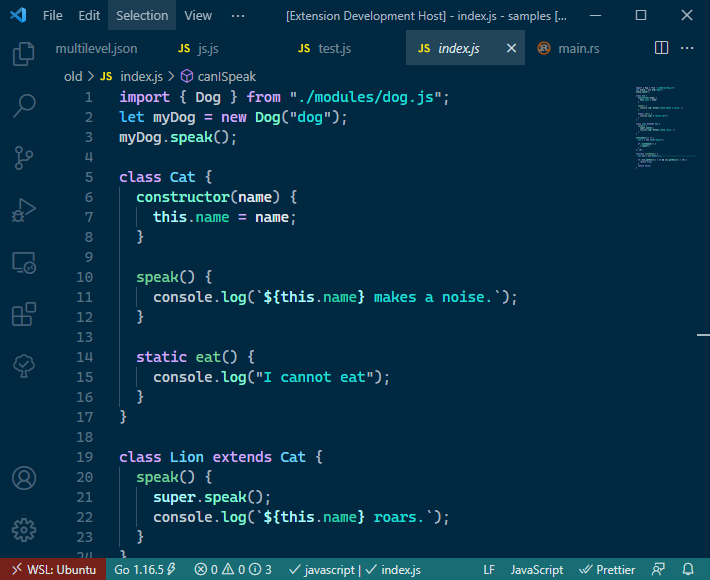 File Edit Selection View ··· [Extension Development Host] - index.js - samples [...
multilevel.json JS js.js JS test.js JS index.js main.rs ···
old > JS index.js > canISpeak
1 import { Dog } from "./modules/dog.js";
2 let myDog = new Dog("dog");
3 myDog.speak();
4
5 class Cat {
6 constructor(name) {
7 this.name = name;
8 }
9
10 speak() {
11 console.log(`${this.name} makes a noise.`);
12 }
13
14 static eat() {
15 console.log("I cannot eat");
16 }
17 }
18
19 class Lion extends Cat {
20 speak() {
21 super.speak();
22 console.log(`${this.name} roars.`);
23 }
24 }
WSL: Ubuntu Go 1.16.5 0 0 3 javascript | index.js LF JavaScript Prettier